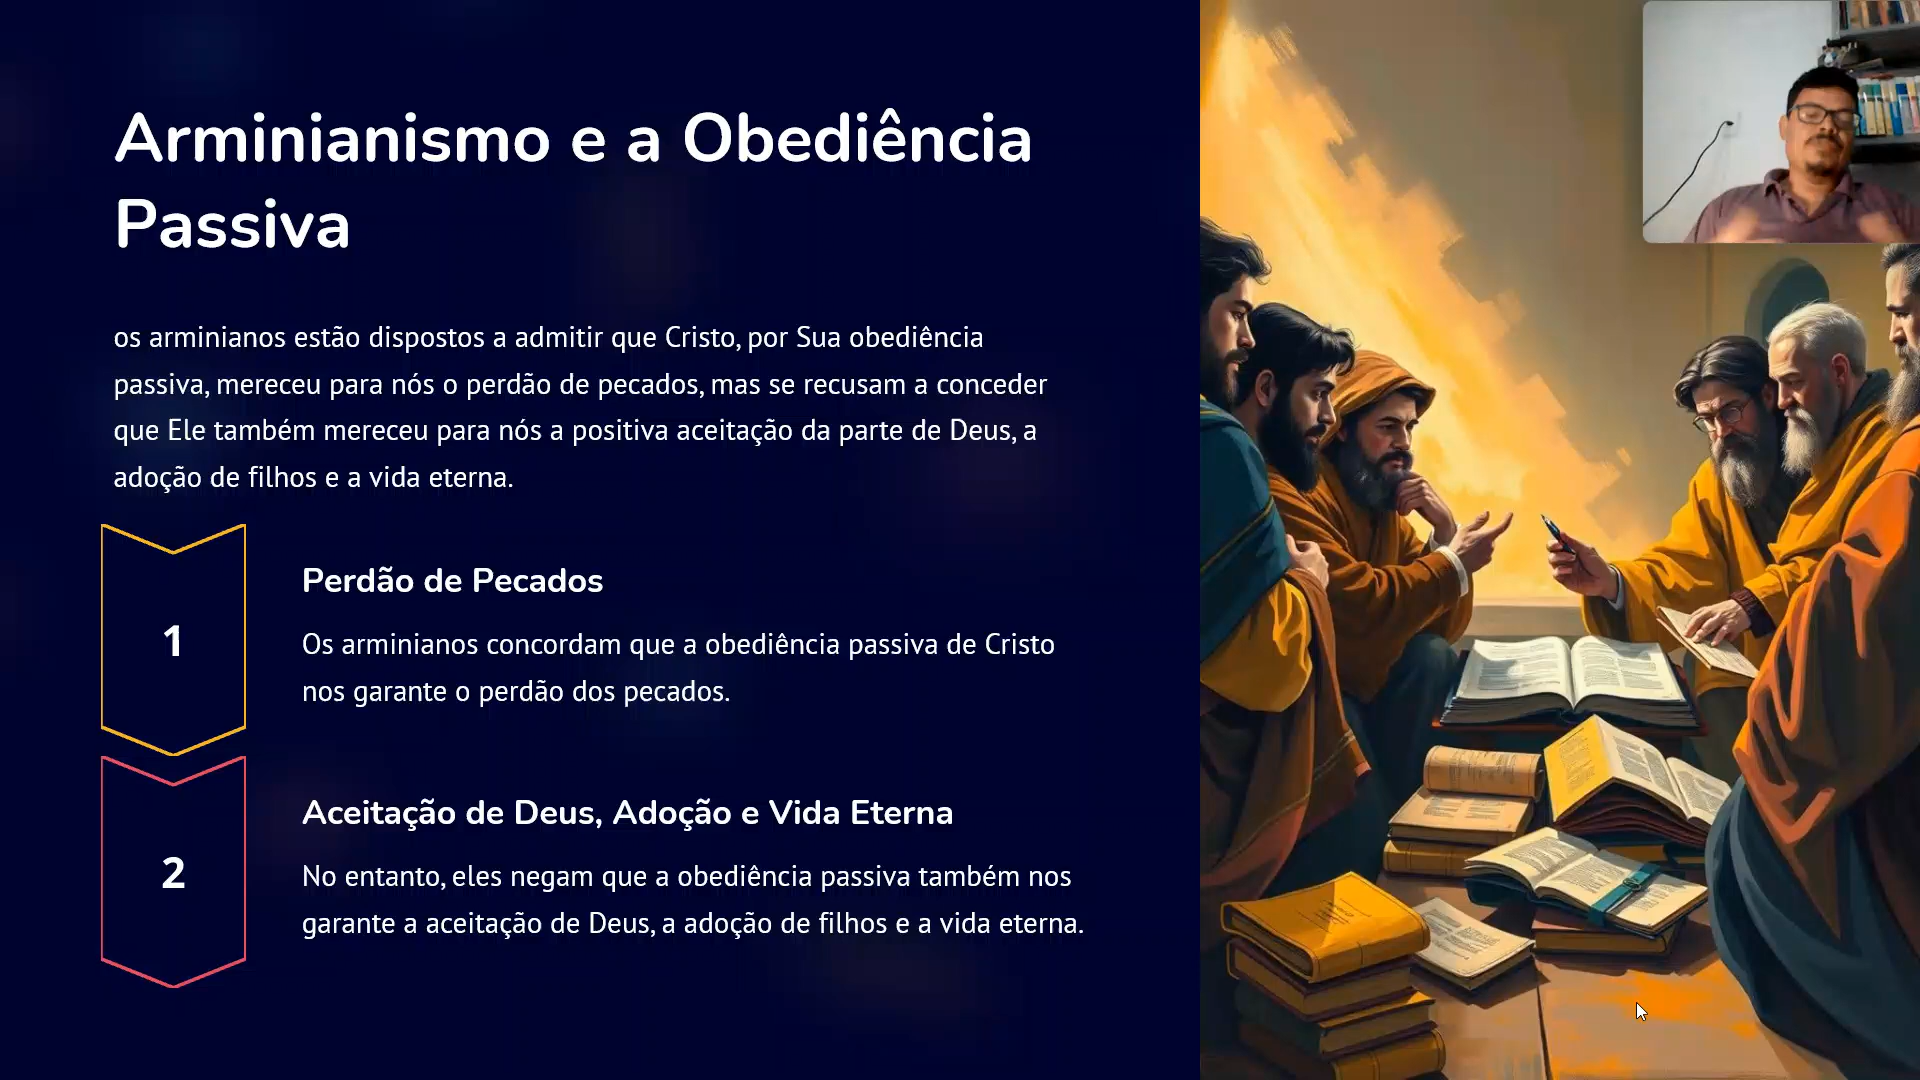 Arminianismo e a Obediência
Passiva
os arminianos estão dispostos a admitir que Cristo, por Sua obediência
passiva, mereceu para nós o perdão de pecados, mas se recusam a conceder
que Ele também mereceu para nós a positiva aceitação da parte de Deus, a
adoção de filhos e a vida eterna.
1
Perdão de Pecados
Os arminianos concordam que a obediência passiva de Cristo
nos garante o perdão dos pecados.
2
Aceitação de Deus, Adoção e Vida Eterna
No entanto, eles negam que a obediência passiva também nos
garante a aceitação de Deus, a adoção de filhos e a vida eterna.